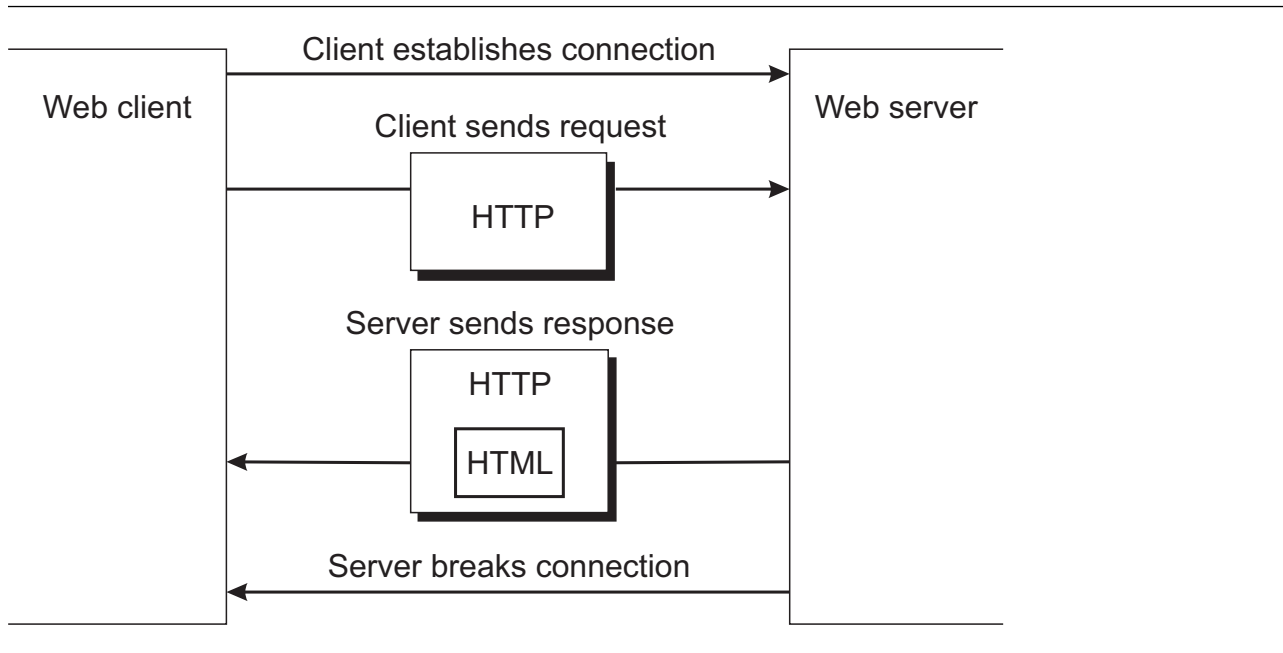 Client establishes connection
Web client
Web server
Client sends request
HTTP
Server sends response
HTTP
HTML
Server breaks connection